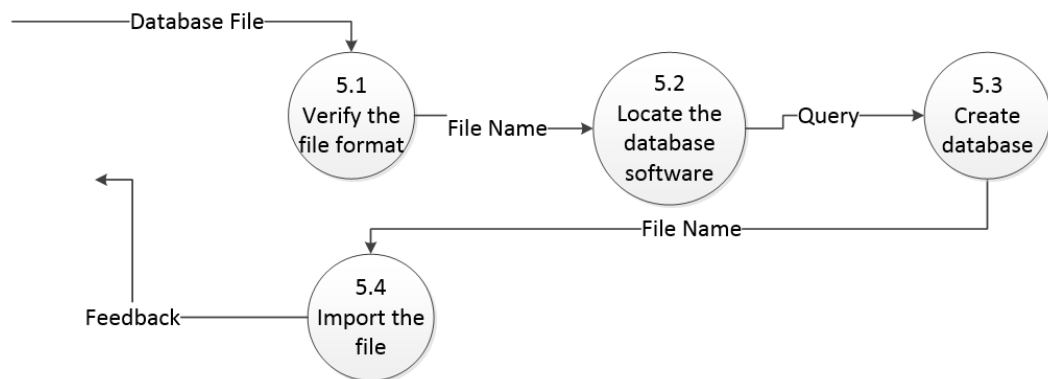 Database File
5.1
Verify the
file format
File Name
5.2
Locate the
database
software
Query
5.3
Create
database
File Name
5.4
Import the
file
Feedback